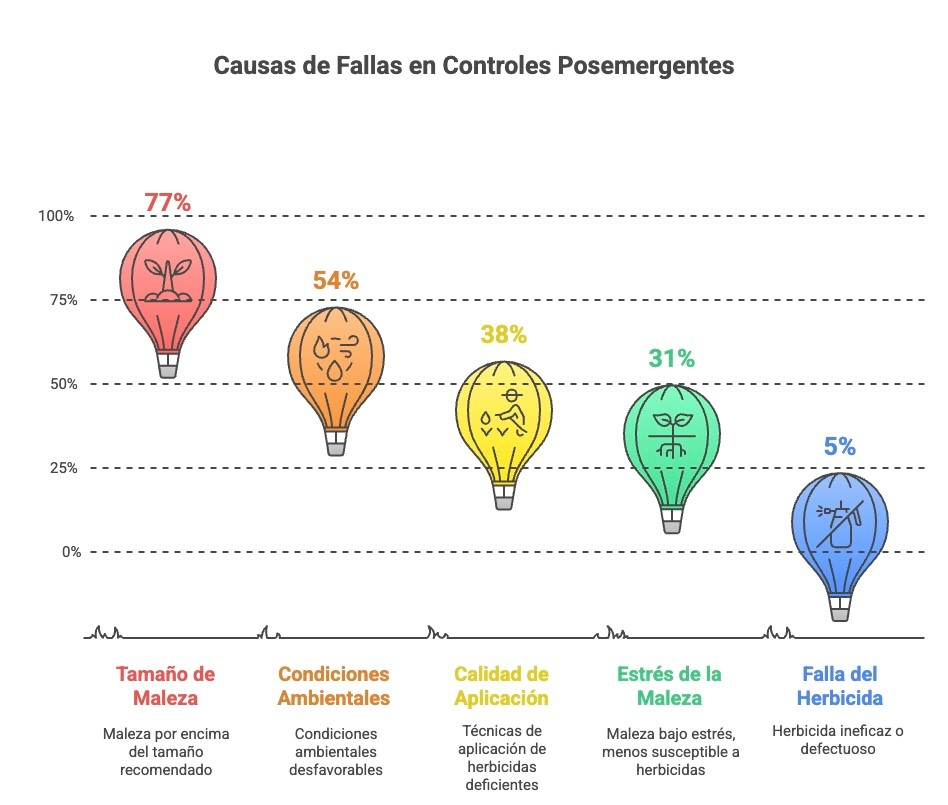 Causas de Fallas en Controles Posemergentes
77%
100%
54%
75%
38%
31%
50%
25%
5%
0%
Tamaño de
Maleza
Maleza por encima
del tamaño
recomendado
Condiciones
Ambientales
Condiciones
ambientales
desfavorables
Calidad de
Aplicación
Técnicas de
aplicación de
herbicidas
deficientes
Estrés de la
Maleza
Maleza bajo estrés,
menos susceptible a
herbicidas
Falla del
Herbicida
Herbicida ineficaz o
defectuoso